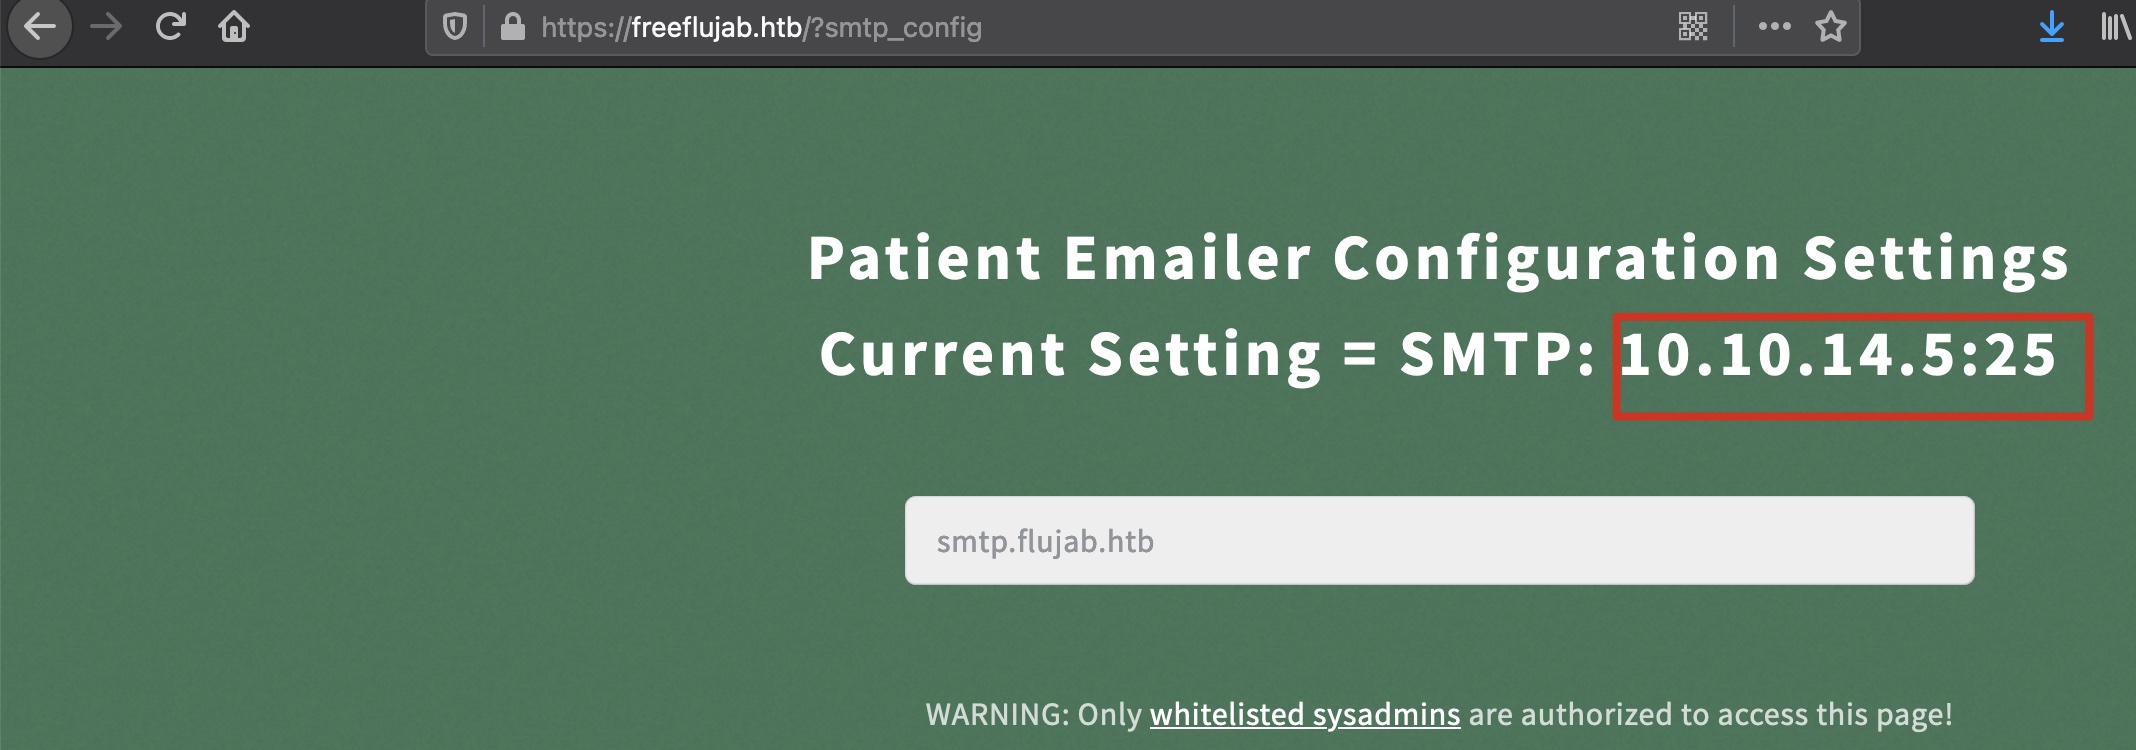 https://freeflujab.htb/?smtp_config
Patient Emailer Configuration Settings
Current Setting = SMTP: 10.10.14.5:25
smtp.flujab.htb
WARNING: Only whitelisted sysadmins are authorized to access this page!